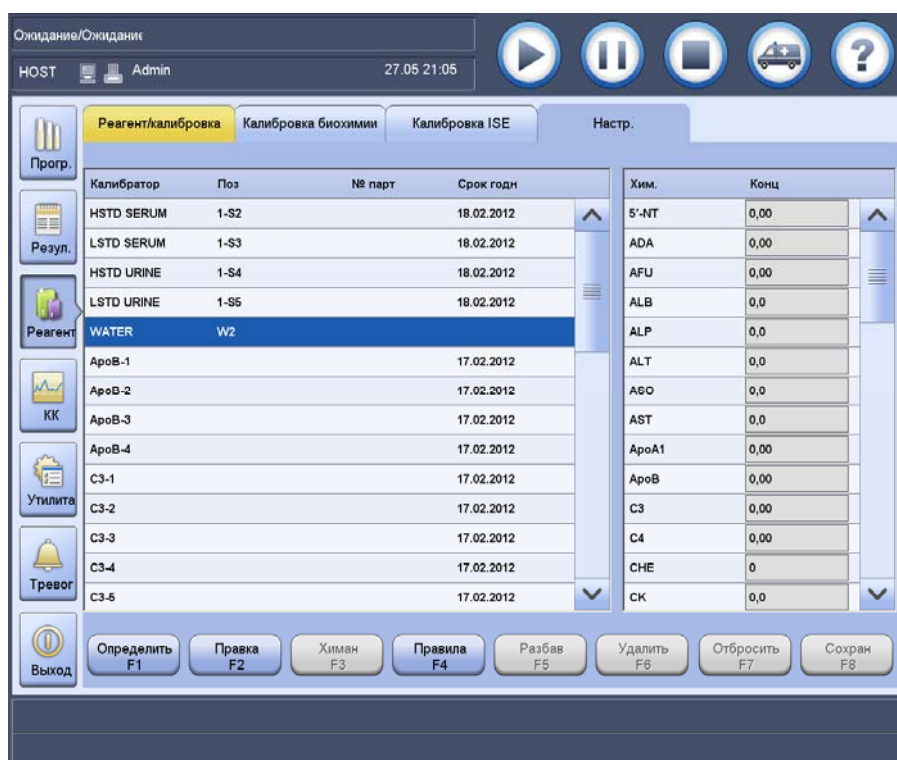 Ожидание/Ожидание
HOST Admin 27.05 21:05
?
Прогр.
Резул.
Реагент
КК
Утилита
Тревог
Выход
Реагент/калибровка Калибровка биохимии Калибровка ISE Настр.
Калибратор Поз № парт Срок годн
HSTD SERUM 1-S2 18.02.2012
LSTD SERUM 1-S3 18.02.2012
HSTD URINE 1-S4 18.02.2012
LSTD URINE 1-S5 18.02.2012
WATER W2
ApoB-1 17.02.2012
ApoB-2 17.02.2012
ApoB-3 17.02.2012
ApoB-4 17.02.2012
C3-1 17.02.2012
C3-2 17.02.2012
C3-3 17.02.2012
C3-4 17.02.2012
C3-5 17.02.2012
Хим. Конц
5'-NT 0,00
ADA 0,00
AFU 0,00
ALB 0,0
ALP 0,0
ALT 0,0
ASO 0,0
AST 0,0
ApoA1 0,00
ApoB 0,00
C3 0,00
C4 0,00
CHE 0
CK 0,0
Определить F1
Правка F2
Химан F3
Правила F4
Разбав F5
Удалить F6
Отбросить F7
Сохран F8